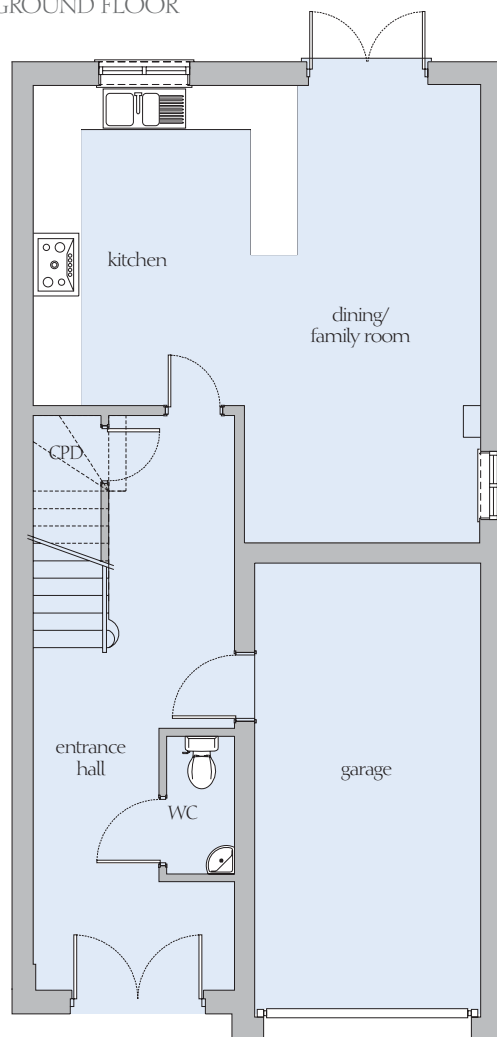 GROUND FLOOR
kitchen
dining/
family room
CPD
entrance
hall
garage
WC